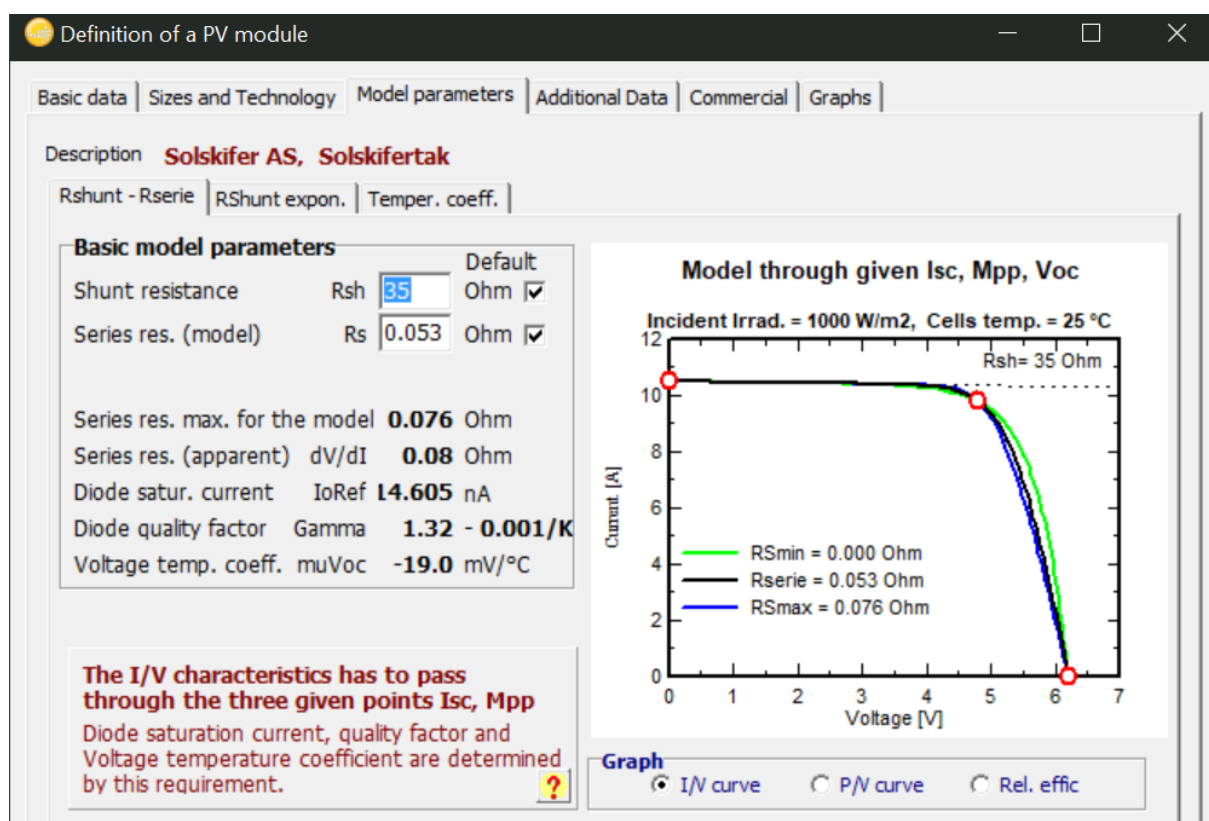 Definition of a PV module
Basic data Sizes and Technology Model parameters Additional Data Commercial Graphs
Description Solskifer AS, Solskifertak
Rshunt - Rserie RShunt expon. Temper. coeff.
Basic model parameters
Default
Shunt resistance Rsh 35 Ohm
Series res. (model) Rs 0.053 Ohm
Series res. max. for the model 0.076 Ohm
Series res. (apparent) dV/dI 0.08 Ohm
Diode satur. current IoRef 14.605 nA
Diode quality factor Gamma 1.32 - 0.001/K
Voltage temp. coeff. muVoc -19.0 mV/°C
The I/V characteristics has to pass
through the three given points Isc, Mpp
Diode saturation current, quality factor and
Voltage temperature coefficient are determined
by this requirement.
?
Model through given Isc, Mpp, Voc
Incident Irrad. = 1000 W/m2, Cells temp. = 25 °C
Rsh= 35 Ohm
12
10
8
6
4
2
0
Current [A]
RSmin = 0.000 Ohm
Rserie = 0.053 Ohm
RSmax = 0.076 Ohm
0 1 2 3 4 5 6 7
Voltage [V]
Graph
I/V curve P/V curve Rel. effic